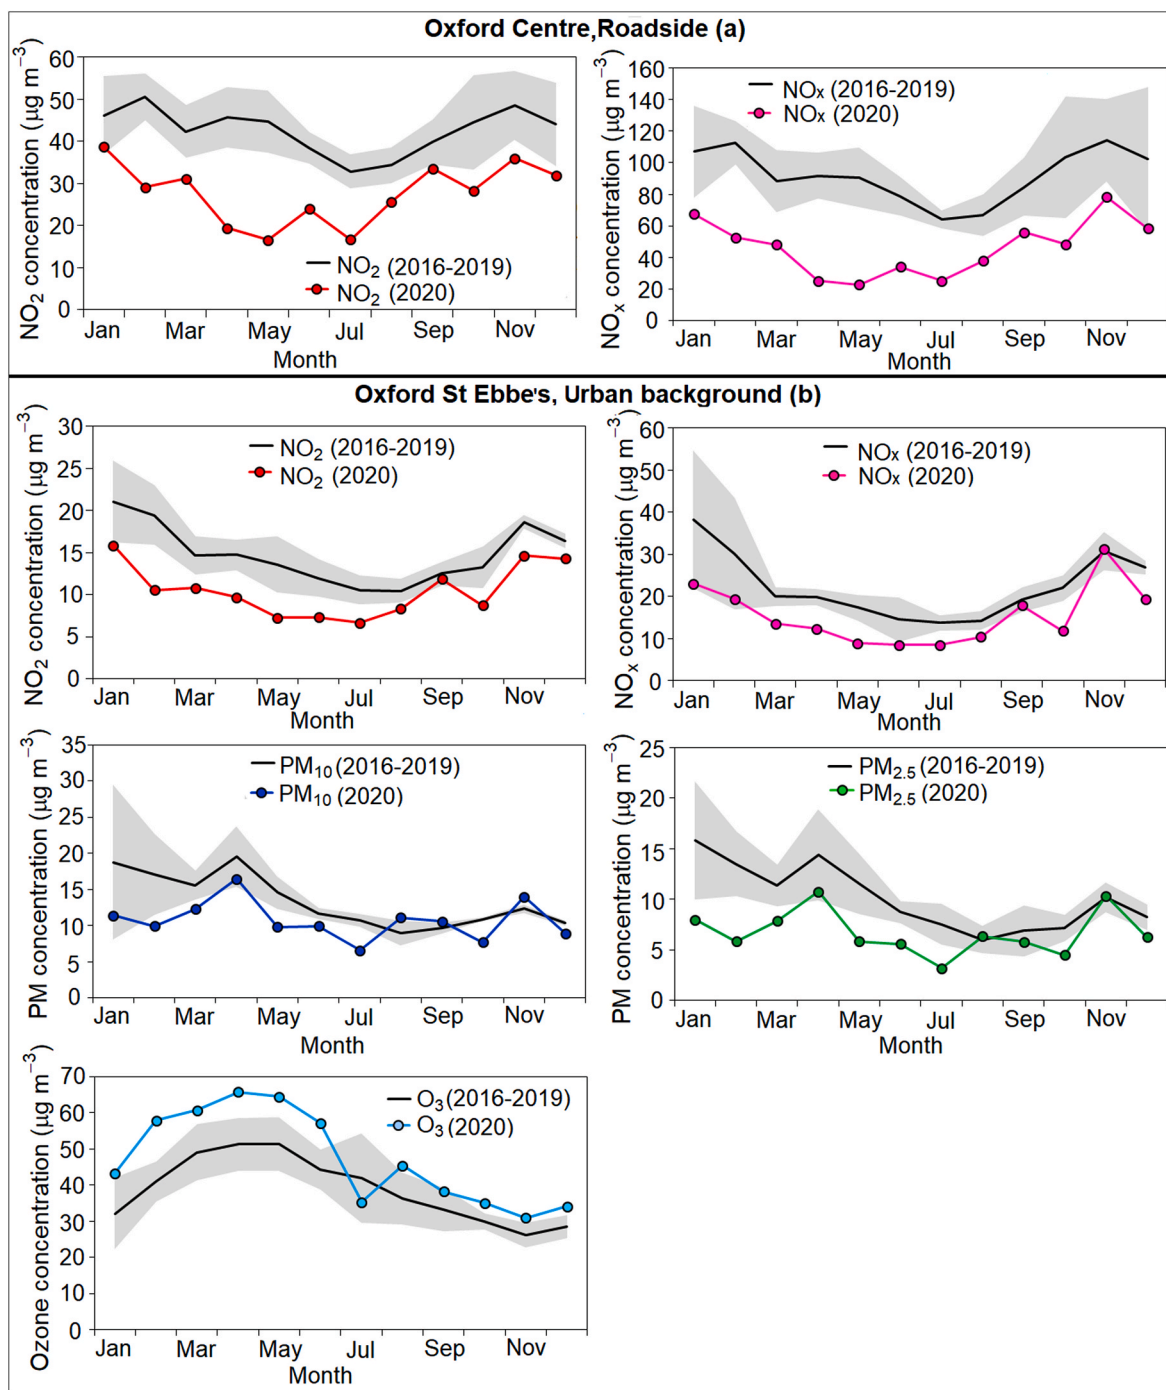 Oxford Centre,Roadside (a)
NO₂ concentration (μg m⁻³)
60
50
40
30
20
10
0
NO₂ (2016-2019)
NO₂ (2020)
Jan Mar May Jul Sep Nov
Month
NOₓ concentration (μg m⁻³)
160
140
120
100
80
60
40
20
0
NOx (2016-2019)
NOx (2020)
Jan Mar May Jul Sep Nov
Month
Oxford St Ebbe's, Urban background (b)
NO₂ concentration (μg m⁻³)
30
25
20
15
10
5
0
NO₂ (2016-2019)
NO₂ (2020)
Jan Mar May Jul Sep Nov
Month
NOₓ concentration (μg m⁻³)
60
50
40
30
20
10
0
NOx (2016-2019)
NOx (2020)
Jan Mar May Jul Sep Nov
Month
PM concentration (μg m⁻³)
35
30
25
20
15
10
5
0
PM₁₀ (2016-2019)
PM₁₀ (2020)
Jan Mar May Jul Sep Nov
Month
PM concentration (μg m⁻³)
25
20
15
10
5
0
PM₂.₅ (2016-2019)
PM₂.₅ (2020)
Jan Mar May Jul Sep Nov
Month
Ozone concentration (μg m⁻³)
70
60
50
40
30
20
10
0
O₃ (2016-2019)
O₃ (2020)
Jan Mar May Jul Sep Nov
Month